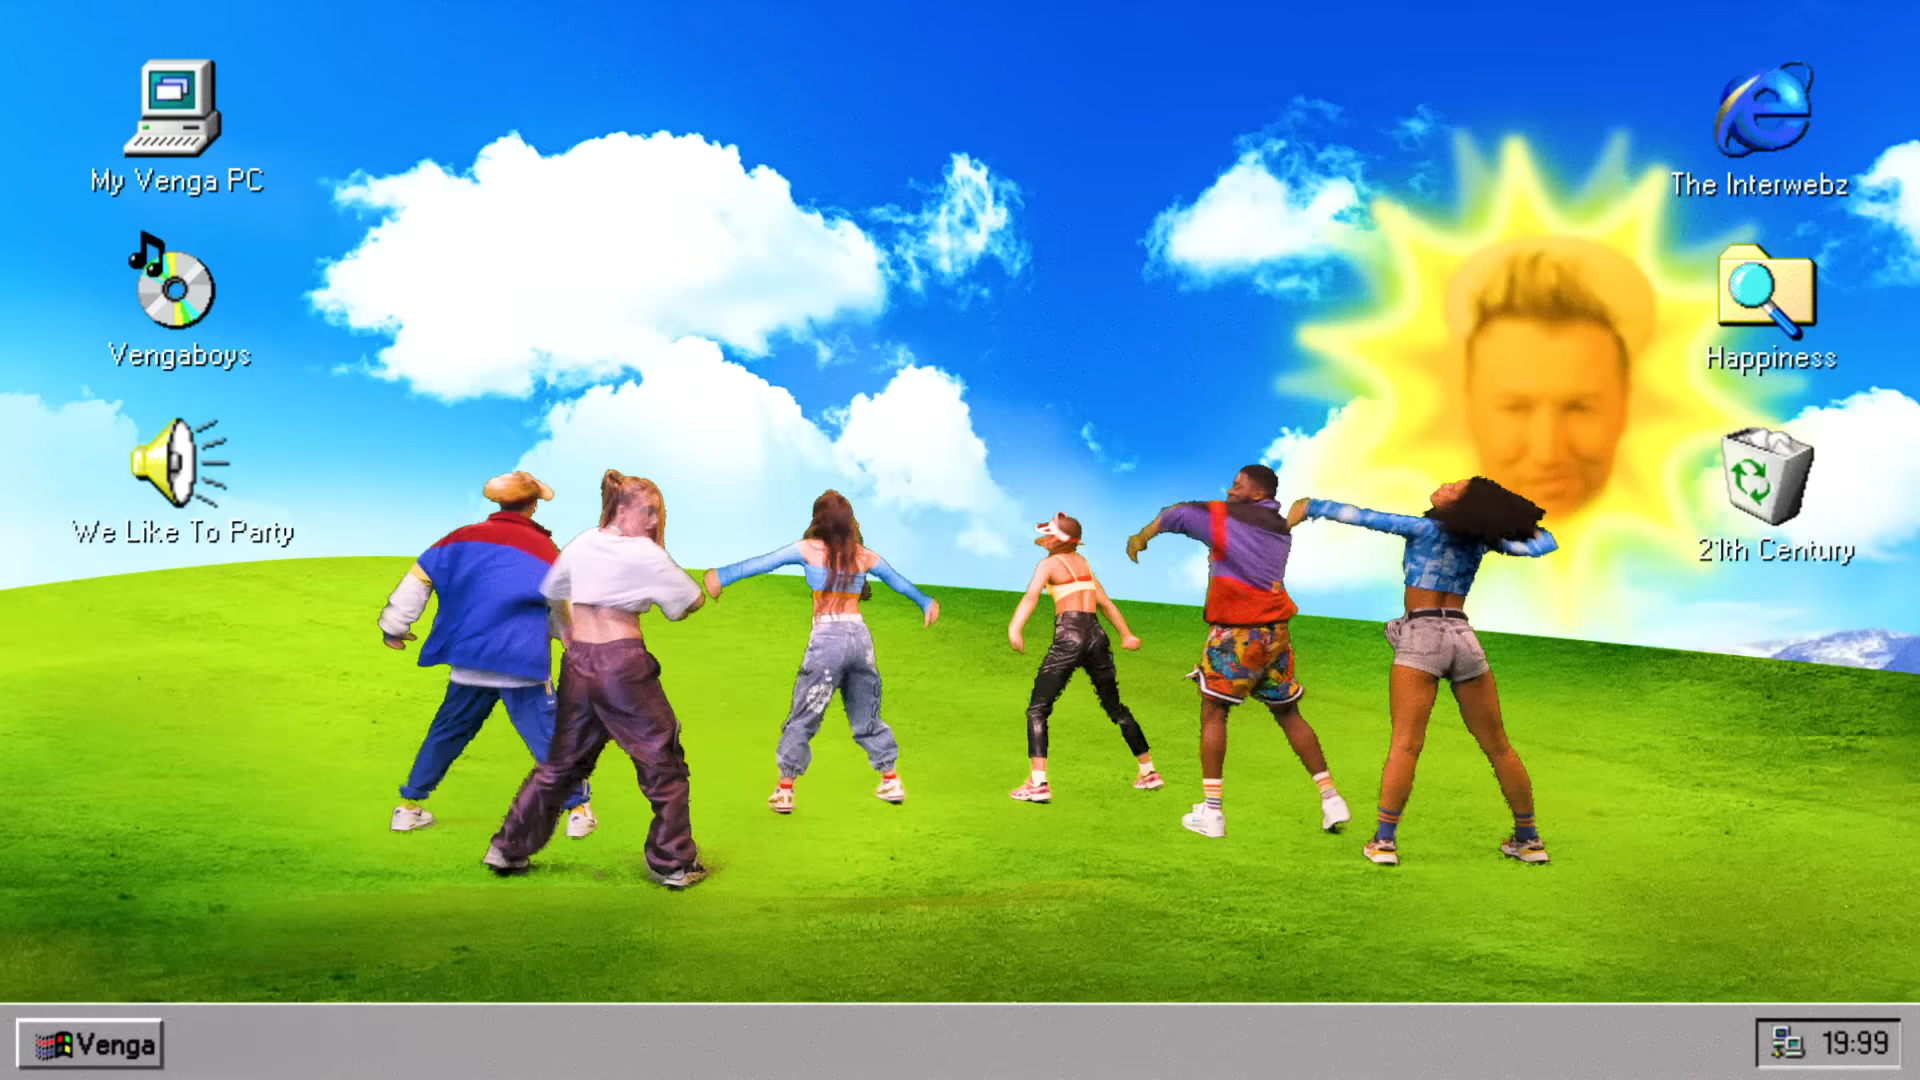 My Venga PC
Vengaboys
We Like To Party
The Interwebz
Happiness
21th Century
Venga
19:99